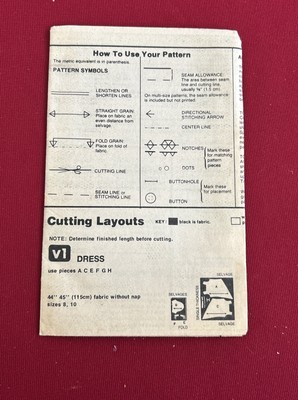 How To Use Your Pattern
The metric equivalent is in parenthesis.
PATTERN SYMBOLS
LENGTHEN OR
SHORTEN LINES
STRAIGHT GRAIN:
Place on fabric an
even distance from
selvage.
FOLD GRAIN:
Place on fold of
fabric.
CUTTING LINE
SEAM LINE or
STITCHING LINE
SEAM ALLOWANCE:
The area between seam
line and cutting line,
usually ⅝" (1.5 cm).
On multi-size patterns, the seam allowance
is included but not printed.
DIRECTIONAL
STITCHING ARROW
CENTER LINE
NOTCHES
DOTS
Mark these
for matching
pattern
pieces
BUTTONHOLE
BUTTON
Mark these
for placement
Cutting Layouts
KEY: black is fabric.
NOTE: Determine finished length before cutting.
v1 DRESS
use pieces A C E F G H
44" 45" (115cm) fabric without nap
sizes 8, 10
SELVAGES
FOLD
SINGLE THICKNESS
SELVAGE
SELVAGE